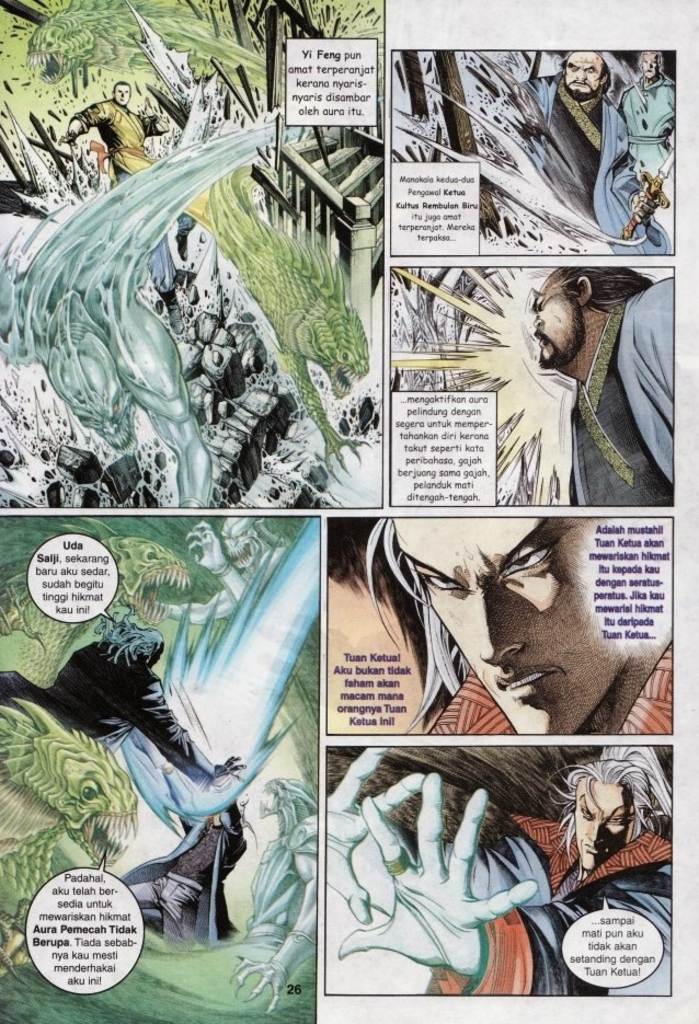 Yi Feng pun
amat terperanjat
kerana nyaris-
nyaris disambar
oleh aura itu.
Manakala kedua-dua
Pengawal Ketua
Kultus Rembulan Biru
itu juga amat
terperanjat. Mereka
terpaksa...
...mengaktifkan aura
pelindung dengan
segera untuk memper-
tahankan diri kerana
takut seperti kata
peribahasa, gajah
berjuang sama gajah,
pelanduk mati
ditengah-tengah.
Uda
Salji, sekarang
baru aku sedar,
sudah begitu
tinggi hikmat
kau ini!
Padahal,
aku telah ber-
sedia untuk
mewariskan hikmat
Aura Pemecah Tidak
Berupa. Tiada sebab-
nya kau mesti
menderhakai
aku ini!
Tuan Ketua!
Aku bukan tidak
faham akan
macam mana
orangnya Tuan
Ketua ini!
Adalah mustahil
Tuan Ketua akan
mewariskan hikmat
itu kepada kau
dengan seratus-
peratus. Jika kau
mewarisi hikmat
itu daripada
Tuan Ketua...
...sampai
mati pun aku
tidak akan
setanding dengan
Tuan Ketua!
26